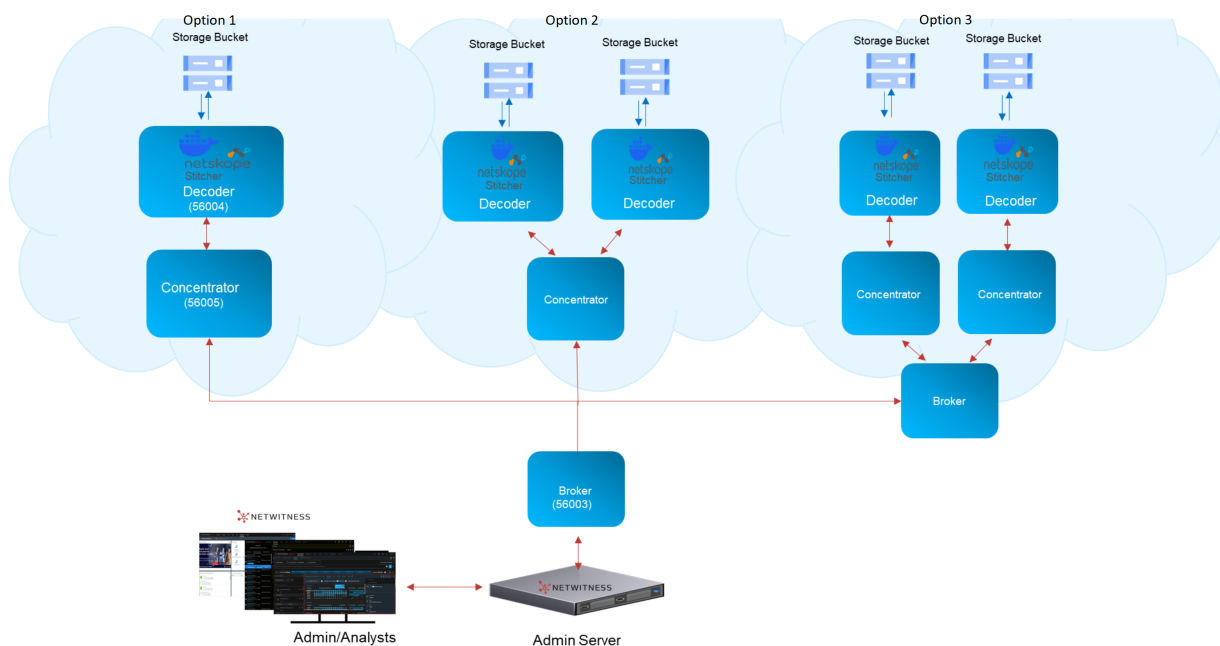 Option 1
Option 2
Option 3
Storage Bucket
Storage Bucket
Storage Bucket
Storage Bucket
Storage Bucket
netskope
Stitcher
Decoder
(56004)
netskope
Stitcher
Decoder
netskope
Stitcher
Decoder
netskope
Stitcher
Decoder
netskope
Stitcher
Decoder
Concentrator
(56005)
Concentrator
Concentrator
Concentrator
Broker
Broker
(56003)
NETWITNESS
NETWITNESS
Admin/Analysts
Admin Server